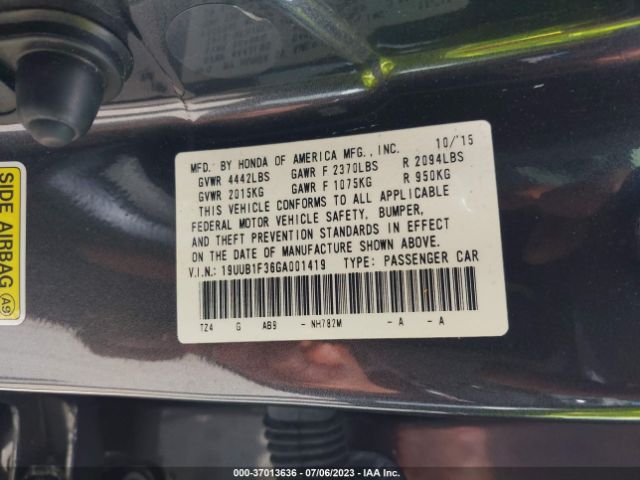 MFD. BY HONDA OF AMERICA MFG., INC. 10/'15
GVWR 4442LBS GAWR F 2370LBS R 2094LBS
GVWR 2015KG GAWR F 1075KG R 950KG
THIS VEHICLE CONFORMS TO ALL APPLICABLE
FEDERAL MOTOR VEHICLE SAFETY, BUMPER,
AND THEFT PREVENTION STANDARDS IN EFFECT
ON THE DATE OF MANUFACTURE SHOWN ABOVE.
V.I.N.: 19UUB1F36GA001419 TYPE: PASSENGER CAR
TZ4 G AB9 - NH782M - A - A
SIDE AIRBAG A9
000-37013636 - 07/06/2023 - IAA Inc.